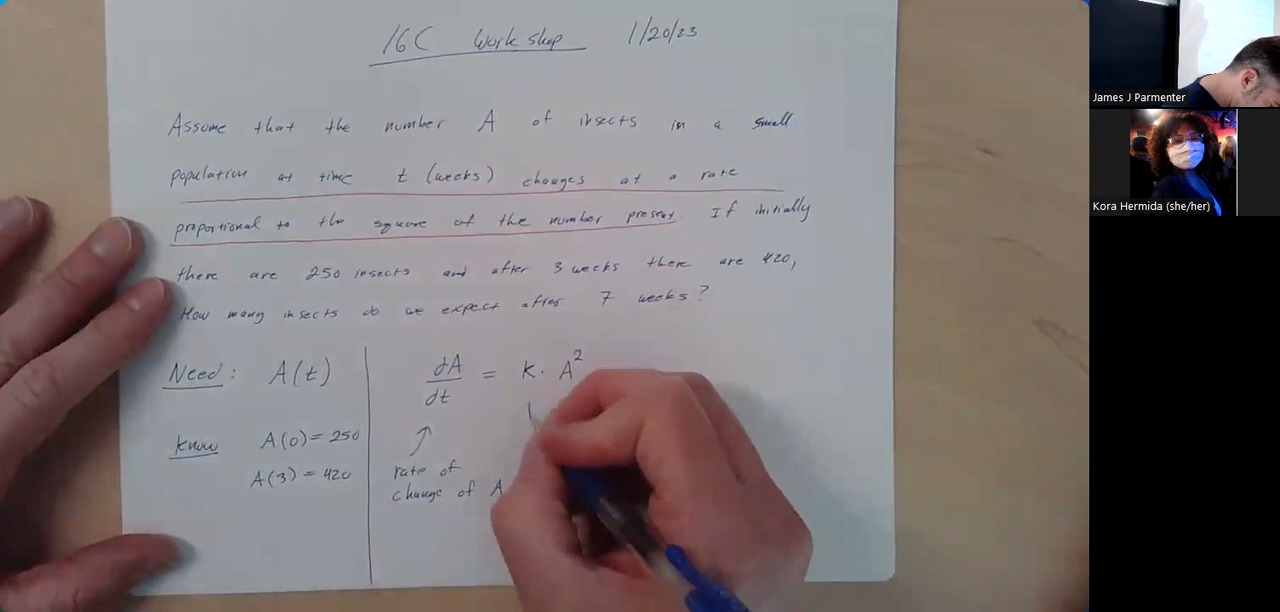 16C Workshop 1/20/23
Assume that the number A of insects in a small
population at time t (weeks) changes at a rate
proportional to the square of the number present. If initially
there are 250 insects and after 3 weeks there are 420,
How many insects do we expect after 7 weeks?
Need: A(t)
Know A(0) = 250
A(3) = 420
dA/dt = k · A²
rate of
change of A
James J Parmenter
Kora Hermida (she/her)